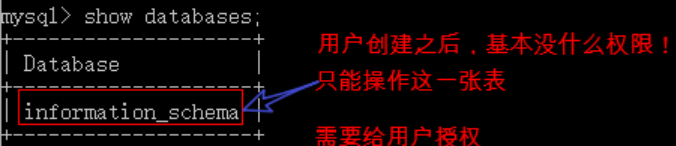 mysql> show databases;
+--------------------+
| Database
+--------------------+
| information_schema
+--------------------+
用户创建之后，基本没什么权限！
只能操作这一张表
需要给用户授权